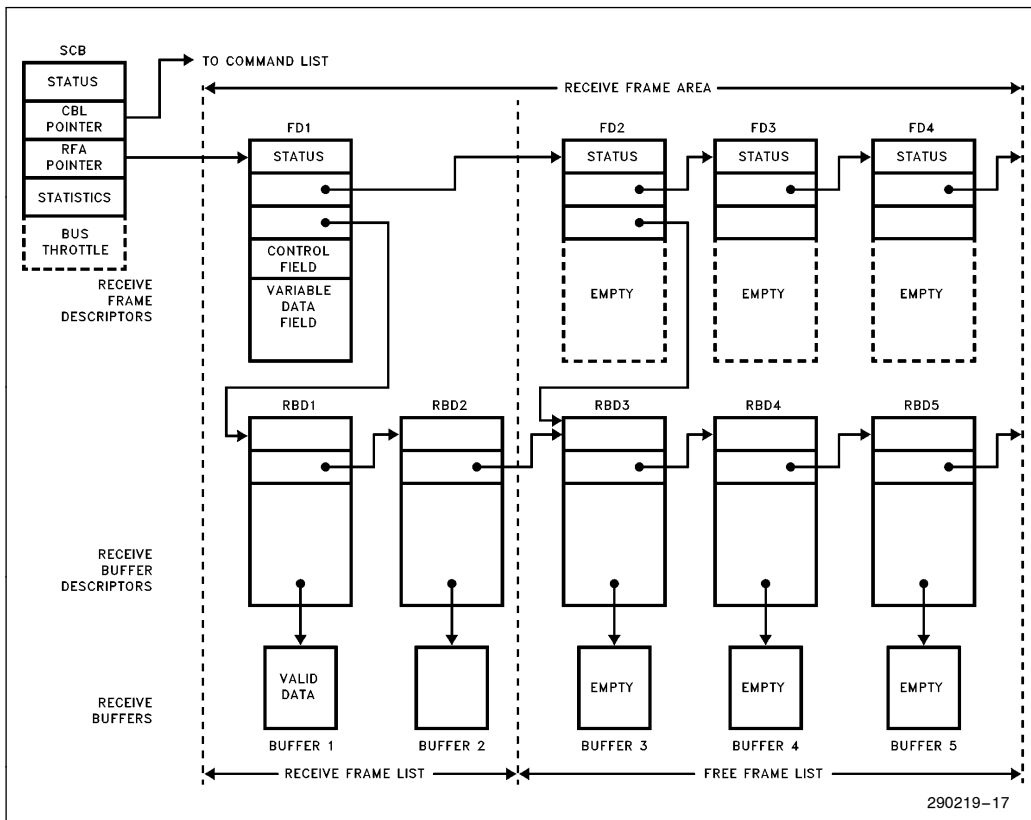 SCB
STATUS
CBL
POINTER
RFA
POINTER
STATISTICS
BUS
THROTTLE
TO COMMAND LIST
RECEIVE FRAME AREA
FD1
STATUS
CONTROL
FIELD
VARIABLE
DATA
FIELD
FD2
STATUS
EMPTY
FD3
STATUS
EMPTY
FD4
STATUS
EMPTY
RECEIVE
FRAME
DESCRIPTORS
RBD1
RBD2
RBD3
RBD4
RBD5
RECEIVE
BUFFER
DESCRIPTORS
VALID
DATA
EMPTY
EMPTY
EMPTY
RECEIVE
BUFFERS
BUFFER 1
BUFFER 2
BUFFER 3
BUFFER 4
BUFFER 5
RECEIVE FRAME LIST
FREE FRAME LIST
290219–17